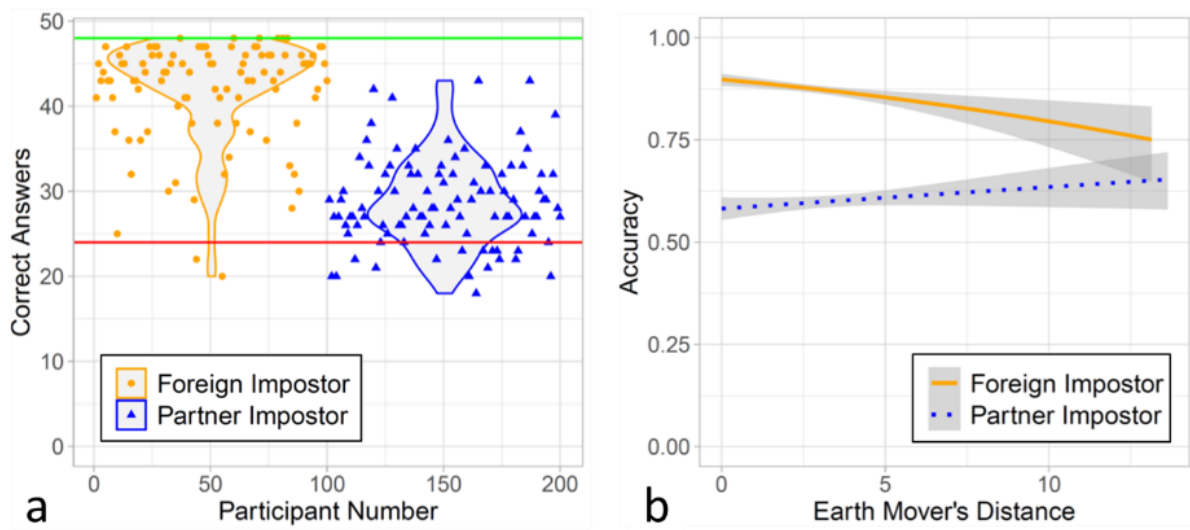 50
40
30
20
10
0
Correct Answers
Foreign Impostor
Partner Impostor
0 50 100 150 200
Participant Number
a
1.00
0.75
0.50
0.25
0.00
Accuracy
Foreign Impostor
Partner Impostor
0 5 10
Earth Mover's Distance
b